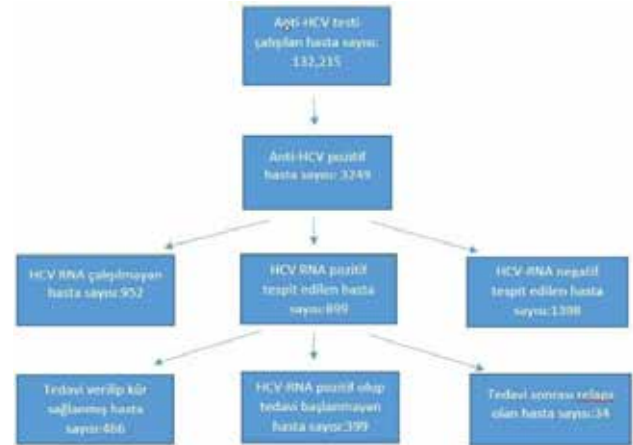 Anti-HCV testi
çalışılan hasta sayısı:
132,215
Anti-HCV pozitif
hasta sayısı: 3249
HCV RNA çalışılmayan
hasta sayısı:952
HCV RNA pozitif
tespit edilen hasta
sayısı:899
HCV-RNA negatif
tespit edilen hasta
sayısı:1398
Tedavi verilip kür
sağlanmış hasta
sayısı:466
HCV-RNA pozitif olup
tedavi başlanmayan
hasta sayısı:399
Tedavi sonrası relaps
olan hasta sayısı:34